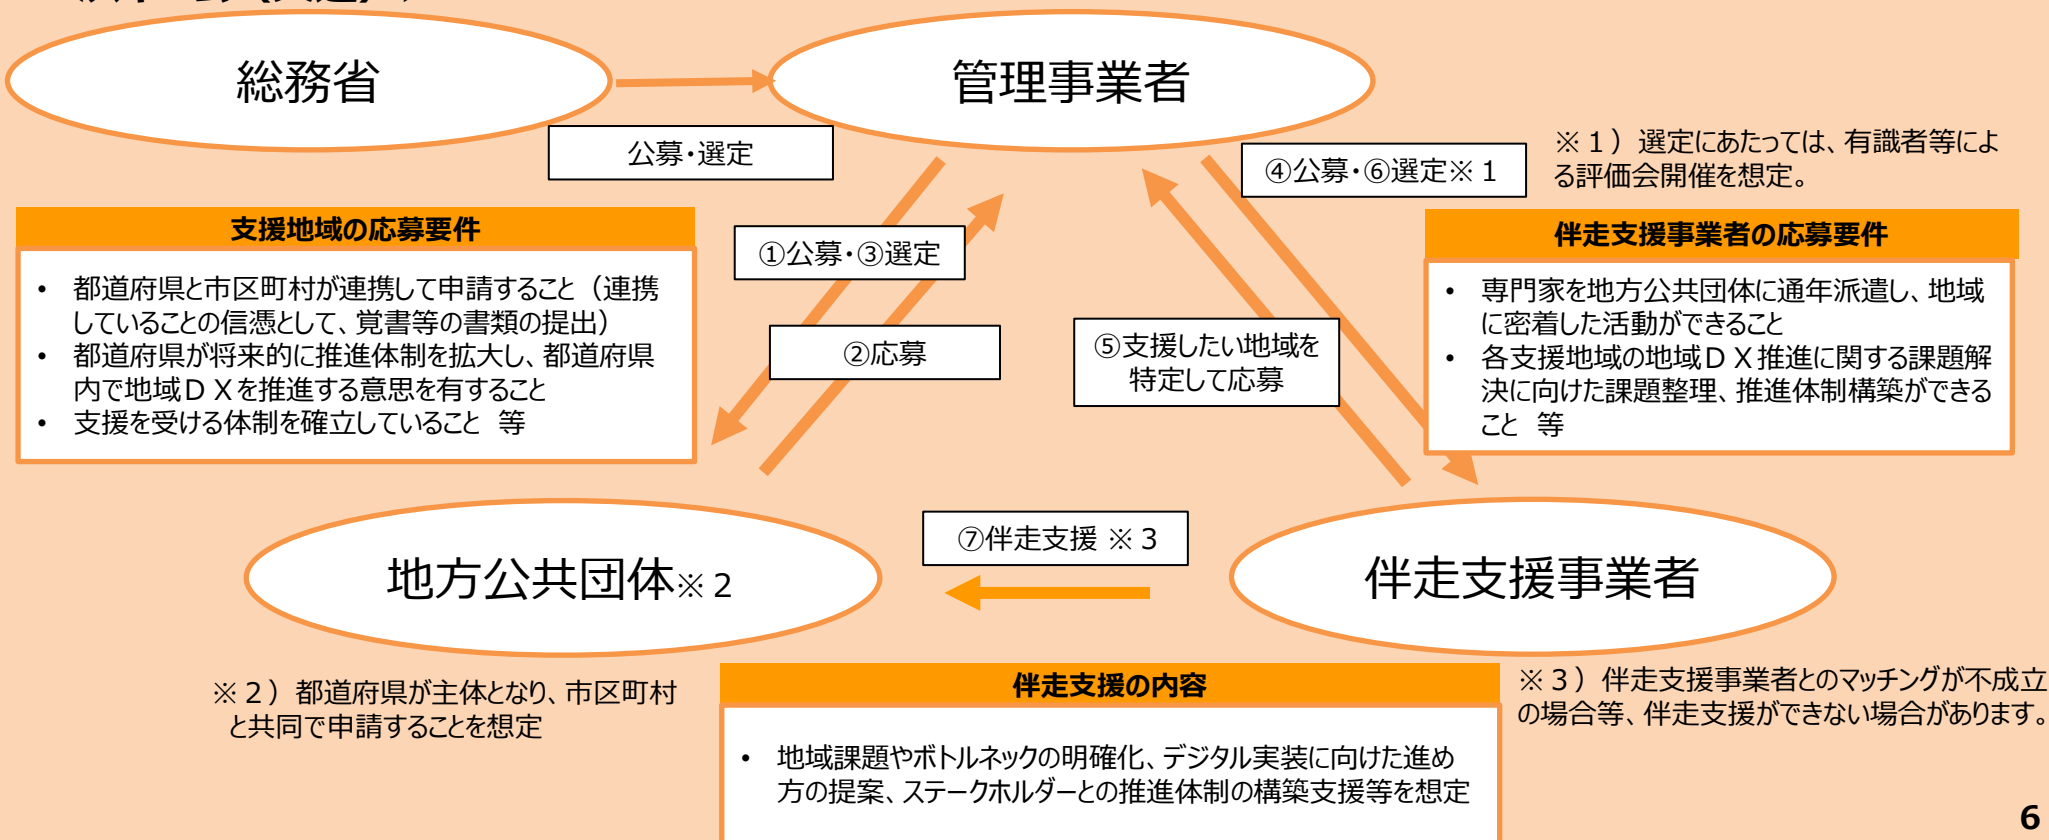 総務省
管理事業者
公募・選定
④公募・⑥選定※１
※１）選定にあたっては、有識者等によ
る評価会開催を想定。
支援地域の応募要件
• 都道府県と市区町村が連携して申請すること（連携
していることの信憑として、覚書等の書類の提出）
• 都道府県が将来的に推進体制を拡大し、都道府県
内で地域ＤＸを推進する意思を有すること
• 支援を受ける体制を確立していること 等
①公募・③選定
②応募
⑤支援したい地域を
特定して応募
伴走支援事業者の応募要件
• 専門家を地方公共団体に通年派遣し、地域
に密着した活動ができること
• 各支援地域の地域ＤＸ推進に関する課題解
決に向けた課題整理、推進体制構築ができる
こと 等
地方公共団体※２
⑦伴走支援 ※３
伴走支援事業者
※２）都道府県が主体となり、市区町村
と共同で申請することを想定
伴走支援の内容
• 地域課題やボトルネックの明確化、デジタル実装に向けた進め
方の提案、ステークホルダーとの推進体制の構築支援等を想定
※３）伴走支援事業者とのマッチングが不成立
の場合等、伴走支援ができない場合があります。
6